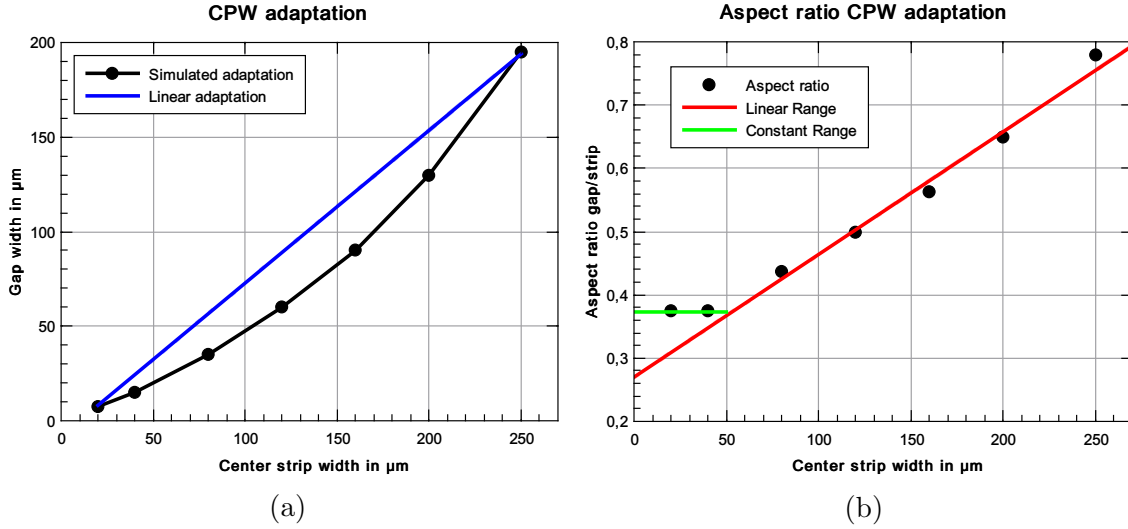 CPW adaptation
Gap width in µm
200
150
100
50
0
Simulated adaptation
Linear adaptation
0 50 100 150 200 250
Center strip width in µm
(a)
Aspect ratio CPW adaptation
Aspect ratio gap/strip
0,8
0,7
0,6
0,5
0,4
0,3
0,2
Aspect ratio
Linear Range
Constant Range
0 50 100 150 200 250
Center strip width in µm
(b)